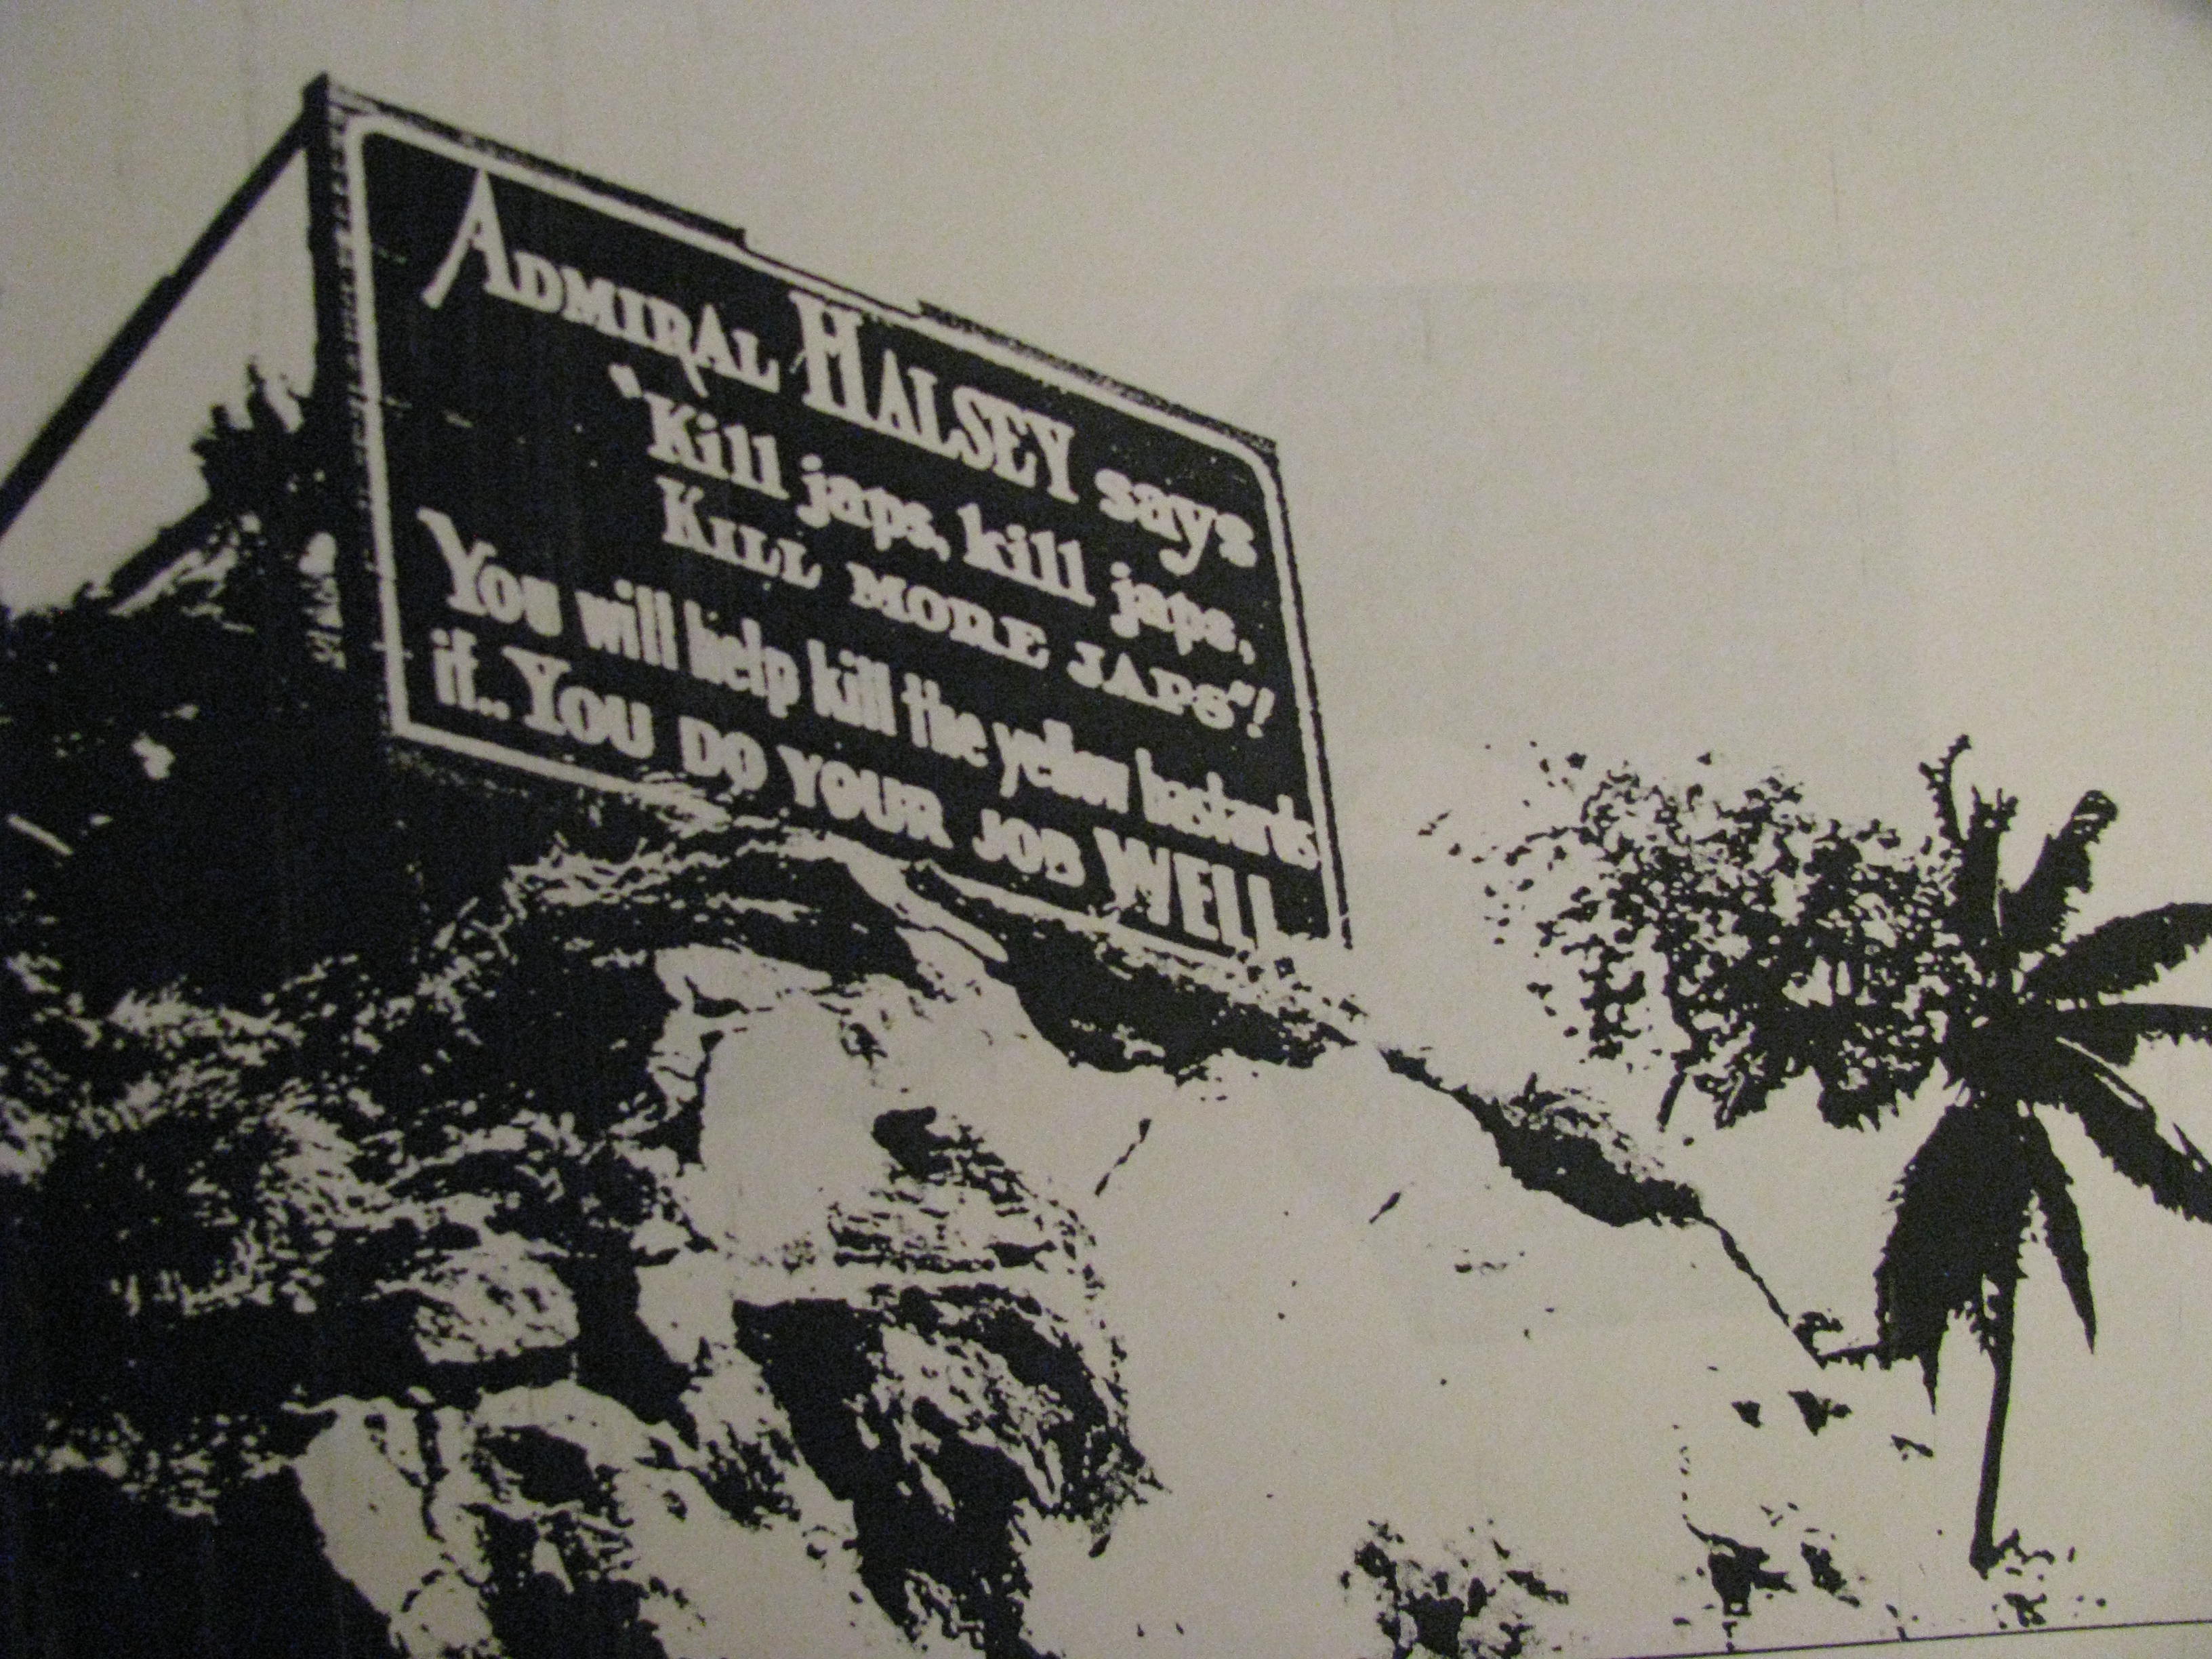 ADMIRAL HALSEY says
"Kill japs, kill japs,
KILL MORE JAPS"!
You will help kill the yellow bastards
if.. YOU DO YOUR JOB WELL